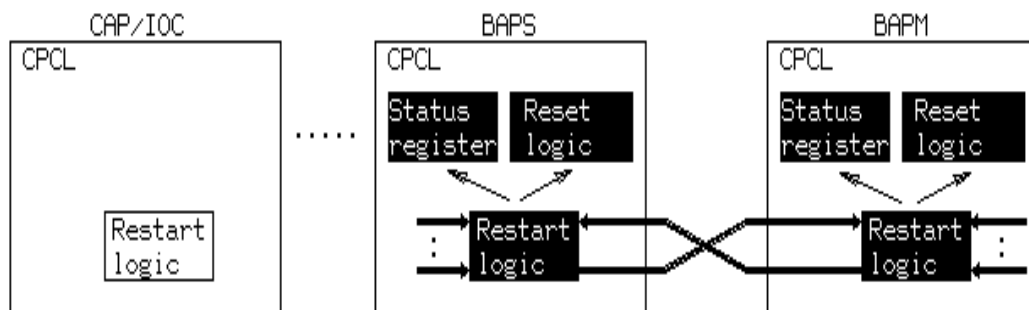 CAP/IOC
BAPS
BAPM
CPCL
CPCL
CPCL
Status
register
Reset
logic
Status
register
Reset
logic
.....
Restart
logic
Restart
logic
Restart
logic